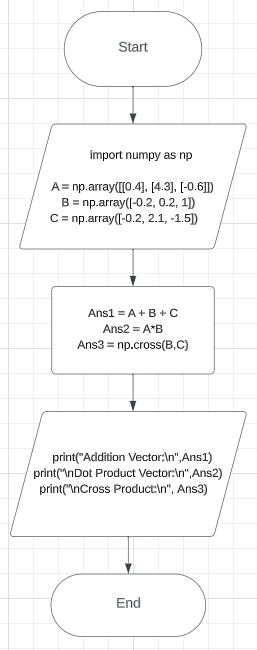 Start
import numpy as np
A = np.array([[0.4], [4.3], [-0.6]])
B = np.array([-0.2, 0.2, 1])
C = np.array([-0.2, 2.1, -1.5])
Ans1 = A + B + C
Ans2 = A*B
Ans3 = np.cross(B,C)
print("Addition Vector:\n",Ans1)
print("\nDot Product Vector:\n",Ans2)
print("\nCross Product:\n", Ans3)
End